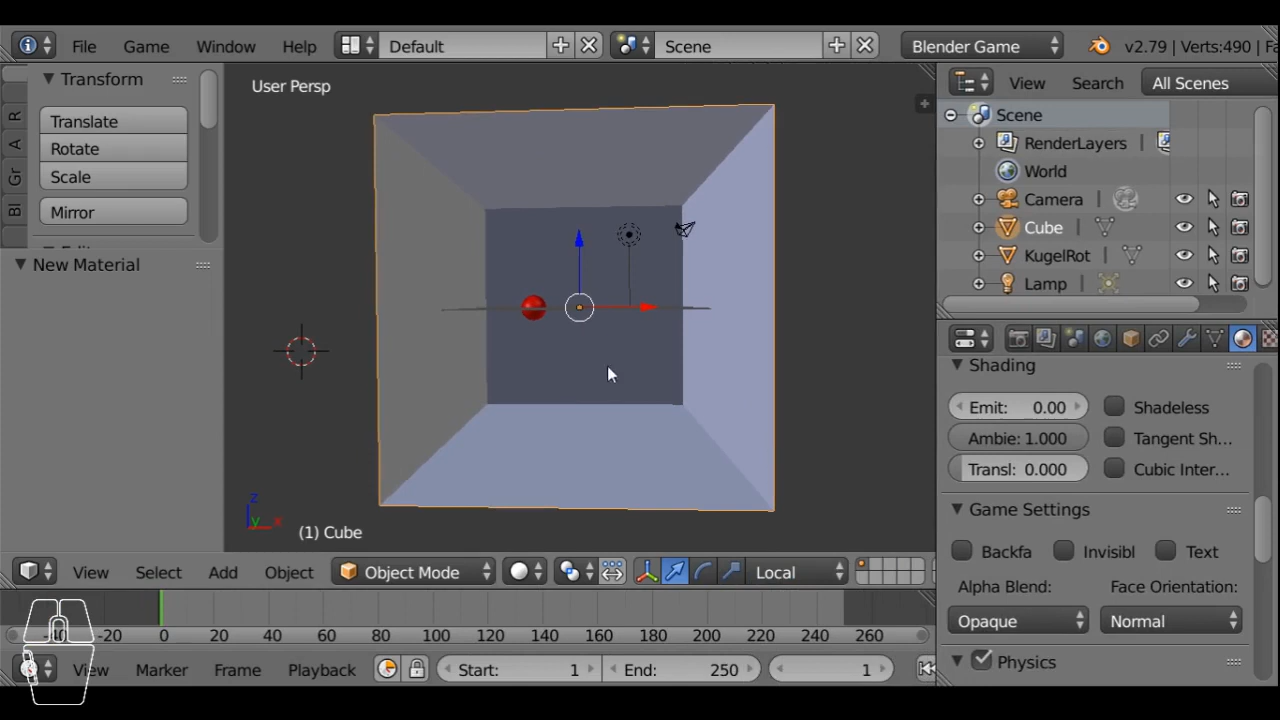 File Game Window Help Default Scene Blender Game v2.79 | Verts:490 | Fa
Transform
Translate
Rotate
Scale
Mirror
New Material
R
A
Gr
Bl
User Persp
z
y x
(1) Cube
View Search All Scenes
Scene
RenderLayers
World
Camera
Cube
KugelRot
Lamp
Shading
Emit: 0.00 Shadeless
Ambie: 1.000 Tangent Sh...
Transl: 0.000 Cubic Inter...
Game Settings
Backfa Invisibl Text
Alpha Blend: Face Orientation:
Opaque Normal
Physics
View Select Add Object Object Mode Local
-20 0 20 40 60 80 100 120 140 160 180 200 220 240 260
View Marker Frame Playback Start: 1 End: 250 1